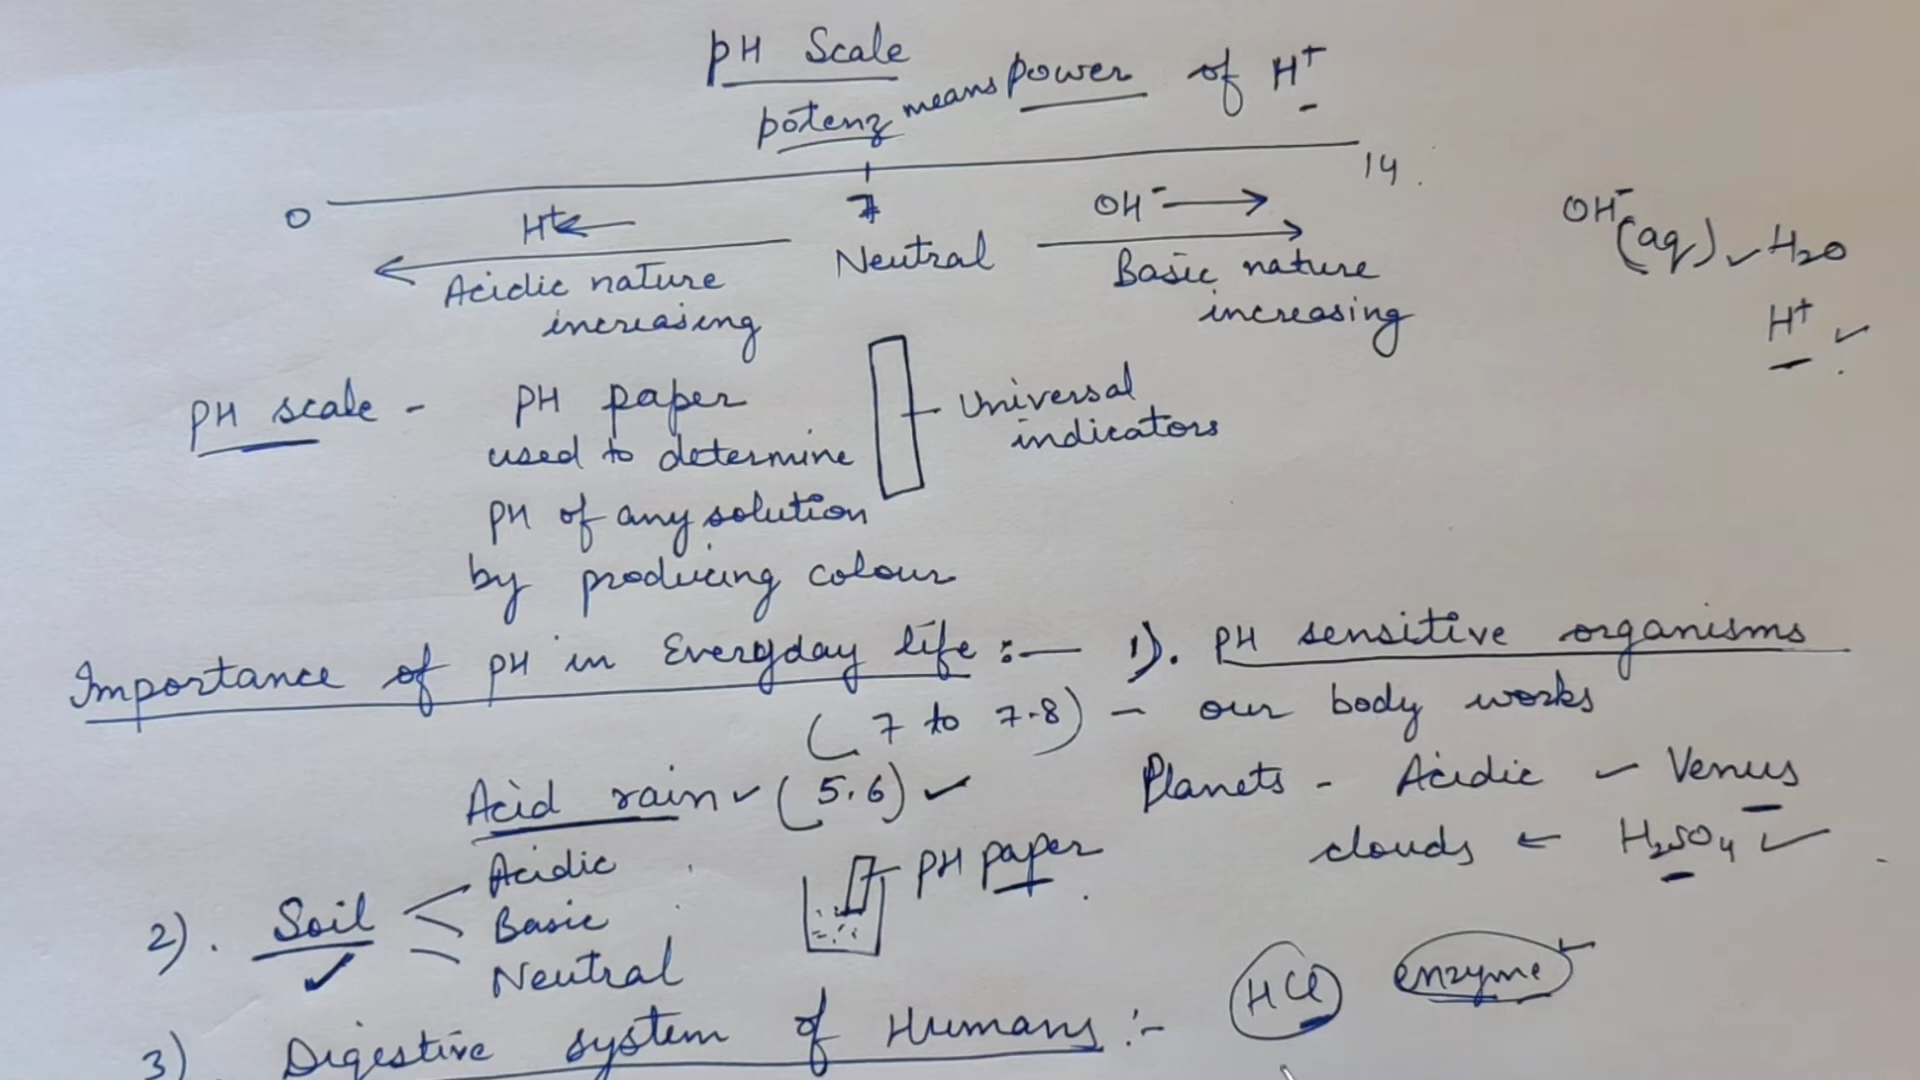 pH Scale
potenz means power of H⁺
0 7 14
H⁺ ← OH⁻ →
Acidic nature increasing Neutral Basic nature increasing
OH⁻(aq) ✓ H₂O
H⁺ ✓
PH scale - PH paper
used to determine
PH of any solution
by producing colour
Universal
indicators
Importance of PH in Everyday life :— 1). PH sensitive organisms
(7 to 7.8) - our body works
Acid rain ✓ (5.6) ✓
Planets - Acidic - Venus
clouds ← H₂SO₄ ✓
2). Soil ✓
Acidic
Basic
Neutral
PH paper
3) Digestive system of Humans :-
HCl enzyme